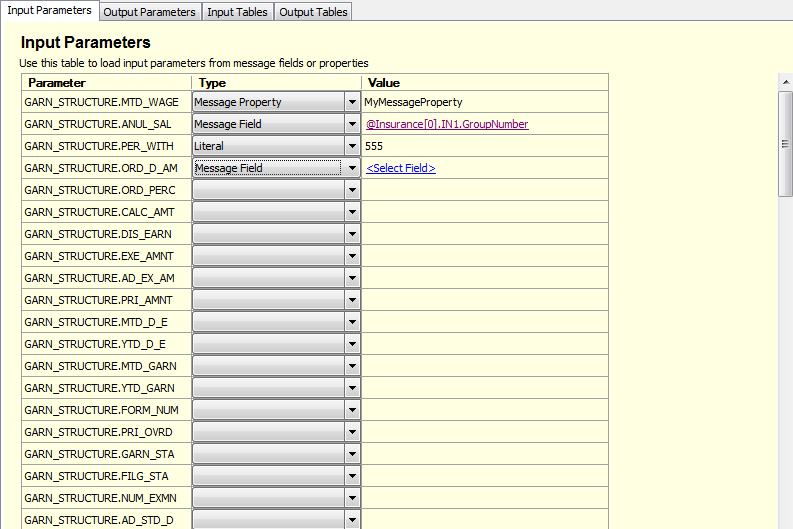 Input Parameters Output Parameters Input Tables Output Tables
Input Parameters
Use this table to load input parameters from message fields or properties
Parameter Type Value
GARN_STRUCTURE.MTD_WAGE Message Property MyMessageProperty
GARN_STRUCTURE.ANUL_SAL Message Field @Insurance[0].IN1.GroupNumber
GARN_STRUCTURE.PER_WITH Literal 555
GARN_STRUCTURE.ORD_D_AM Message Field <Select Field>
GARN_STRUCTURE.ORD_PERC
GARN_STRUCTURE.CALC_AMT
GARN_STRUCTURE.DIS_EARN
GARN_STRUCTURE.EXE_AMNT
GARN_STRUCTURE.AD_EX_AM
GARN_STRUCTURE.PRI_AMNT
GARN_STRUCTURE.MTD_D_E
GARN_STRUCTURE.YTD_D_E
GARN_STRUCTURE.MTD_GARN
GARN_STRUCTURE.YTD_GARN
GARN_STRUCTURE.FORM_NUM
GARN_STRUCTURE.PRI_OVRD
GARN_STRUCTURE.GARN_STA
GARN_STRUCTURE.FILG_STA
GARN_STRUCTURE.NUM_EXMN
GARN_STRUCTURE.AD_STD_D